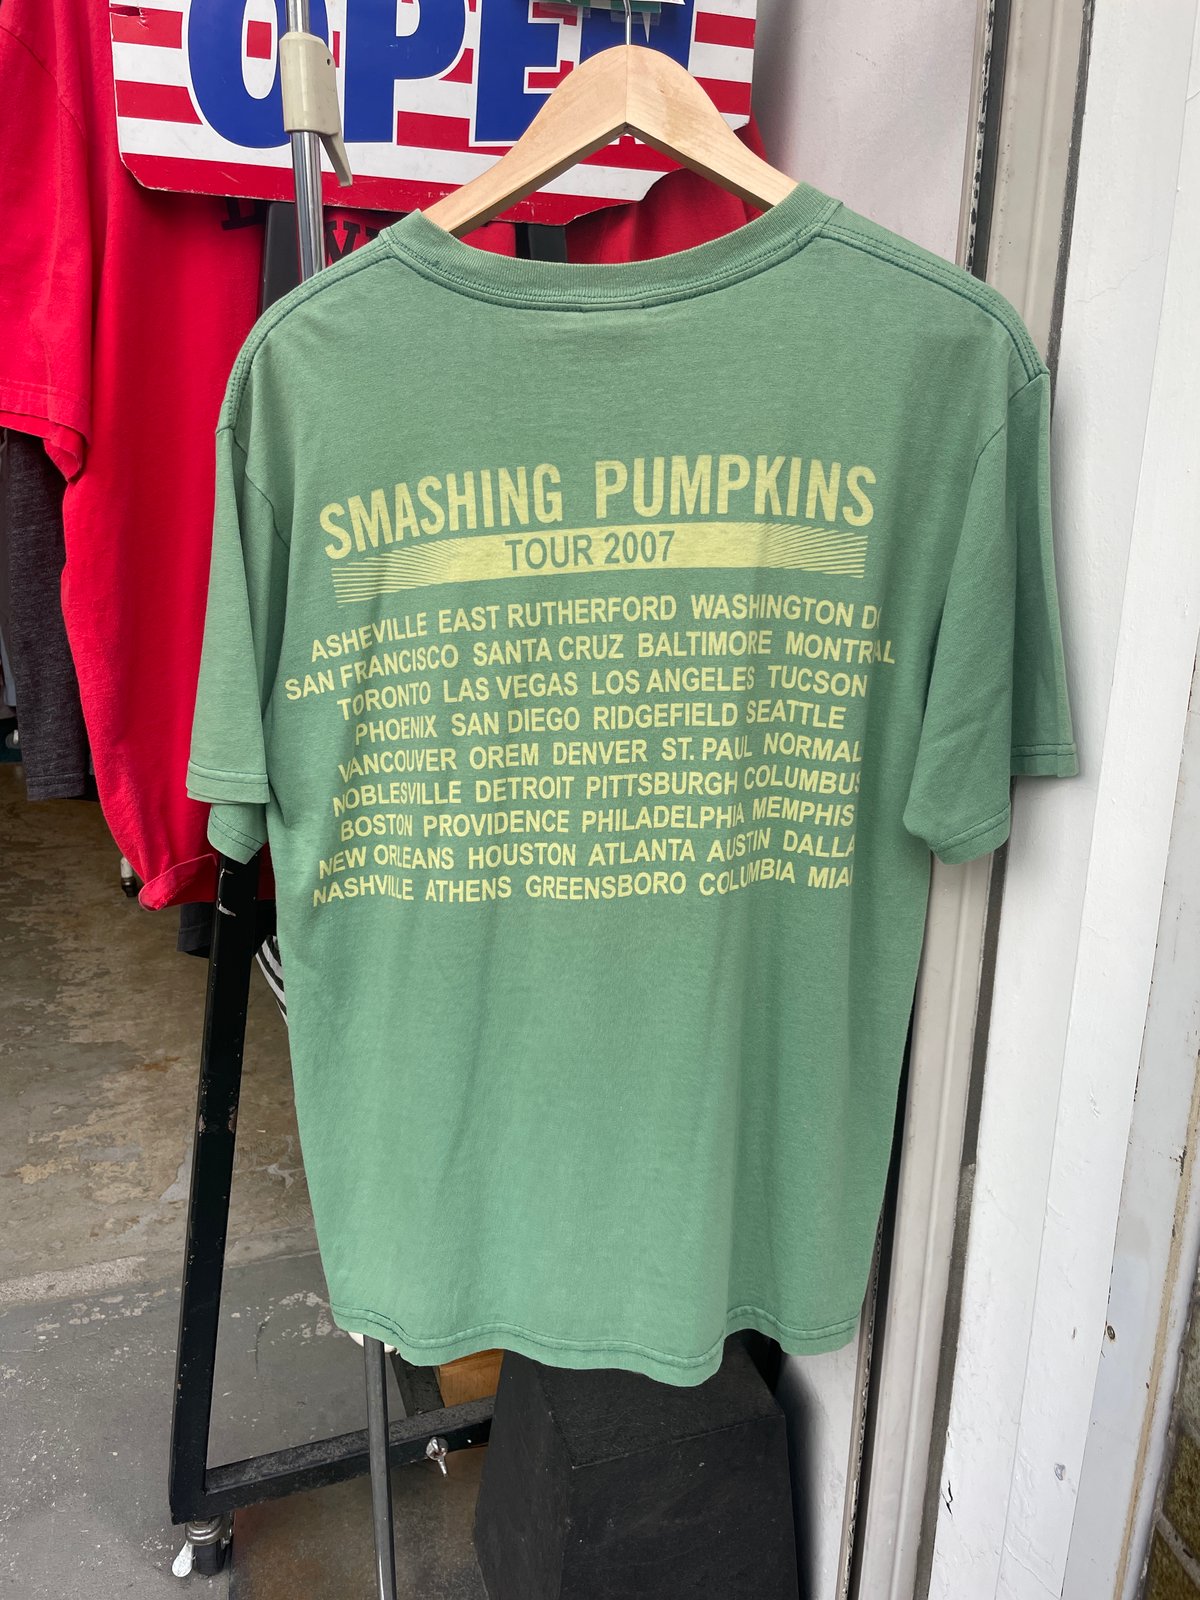 OPEN
SMASHING PUMPKINS
TOUR 2007
ASHEVILLE EAST RUTHERFORD WASHINGTON D
SAN FRANCISCO SANTA CRUZ BALTIMORE MONTREAL
TORONTO LAS VEGAS LOS ANGELES TUCSON
PHOENIX SAN DIEGO RIDGEFIELD SEATTLE
VANCOUVER OREM DENVER ST. PAUL NORMAL
NOBLESVILLE DETROIT PITTSBURGH COLUMBUS
BOSTON PROVIDENCE PHILADELPHIA MEMPHIS
NEW ORLEANS HOUSTON ATLANTA AUSTIN DALLA
NASHVILLE ATHENS GREENSBORO COLUMBIA MIA